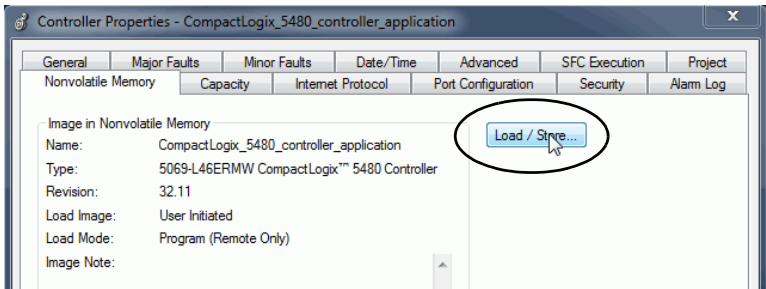 Controller Properties - CompactLogix_5480_controller_application
X
General Major Faults Minor Faults Date/Time Advanced SFC Execution Project
Nonvolatile Memory Capacity Internet Protocol Port Configuration Security Alarm Log
Image in Nonvolatile Memory
Load / Store...
Name: CompactLogix_5480_controller_application
Type: 5069-L46ERMW CompactLogix™ 5480 Controller
Revision: 32.11
Load Image: User Initiated
Load Mode: Program (Remote Only)
Image Note: